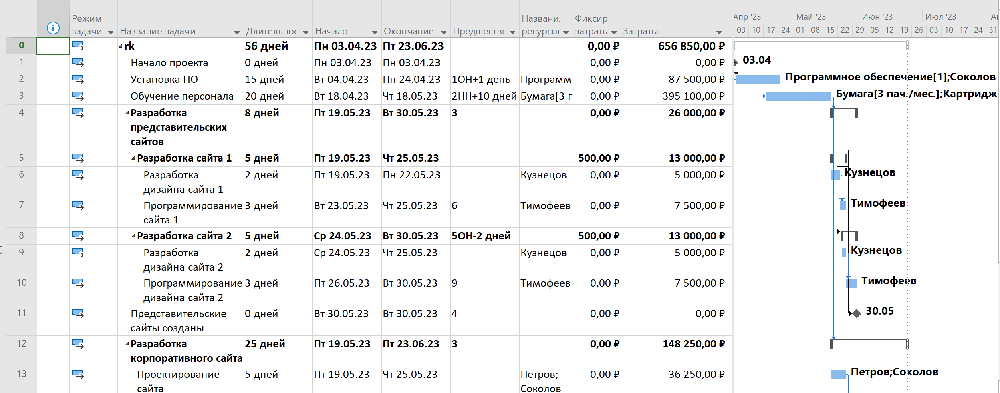 Режим задачи	Название задачи	Длительнос	Начало	Окончание	Предшестве	Названи ресурсов	Фиксир затрать	Затраты
Апр '23	Май '23	Июн '23	Июл '23	Ав
03	10	17	24	01	08	15	22	29	05	12	19	26	03	10	17	24	31
0	rk	56 дней	Пн 03.04.23	Пт 23.06.23	0,00 ₽	656 850,00 ₽
1	Начало проекта	0 дней	Пн 03.04.23	Пн 03.04.23	0,00 ₽	0,00 ₽	03.04
2	Установка ПО	15 дней	Вт 04.04.23	Пн 24.04.23	1ОН+1 день	Программ	0,00 ₽	87 500,00 ₽	Программное обеспечение[1];Соколов
3	Обучение персонала	20 дней	Вт 18.04.23	Чт 18.05.23	2НН+10 дней	Бумага[3 г	0,00 ₽	395 100,00 ₽	Бумага[3 пач./мес.];Картридж
4	Разработка	8 дней	Пт 19.05.23	Вт 30.05.23	3	0,00 ₽	26 000,00 ₽
представительских
сайтов
5	Разработка сайта 1	5 дней	Пт 19.05.23	Чт 25.05.23	500,00 ₽	13 000,00 ₽
6	Разработка	2 дней	Пт 19.05.23	Пн 22.05.23	Кузнецов	0,00 ₽	5 000,00 ₽	Кузнецов
дизайна сайта 1
7	Программирование	3 дней	Вт 23.05.23	Чт 25.05.23	6	Тимофеев	0,00 ₽	7 500,00 ₽	Тимофеев
сайта 1
8	Разработка сайта 2	5 дней	Ср 24.05.23	Вт 30.05.23	5ОН-2 дней	500,00 ₽	13 000,00 ₽
9	Разработка	2 дней	Ср 24.05.23	Чт 25.05.23	Кузнецов	0,00 ₽	5 000,00 ₽	Кузнецов
дизайна сайта 2
10	Программирование	3 дней	Пт 26.05.23	Вт 30.05.23	9	Тимофеев	0,00 ₽	7 500,00 ₽	Тимофеев
дизайна сайта 2
11	Представительские	0 дней	Вт 30.05.23	Вт 30.05.23	4	0,00 ₽	0,00 ₽	30.05
сайты созданы
12	Разработка	25 дней	Пт 19.05.23	Пт 23.06.23	3	0,00 ₽	148 250,00 ₽
корпоративного сайта
13	Проектирование	5 дней	Пт 19.05.23	Чт 25.05.23	Петров;	0,00 ₽	36 250,00 ₽	Петров;Соколов
сайта	Соколов